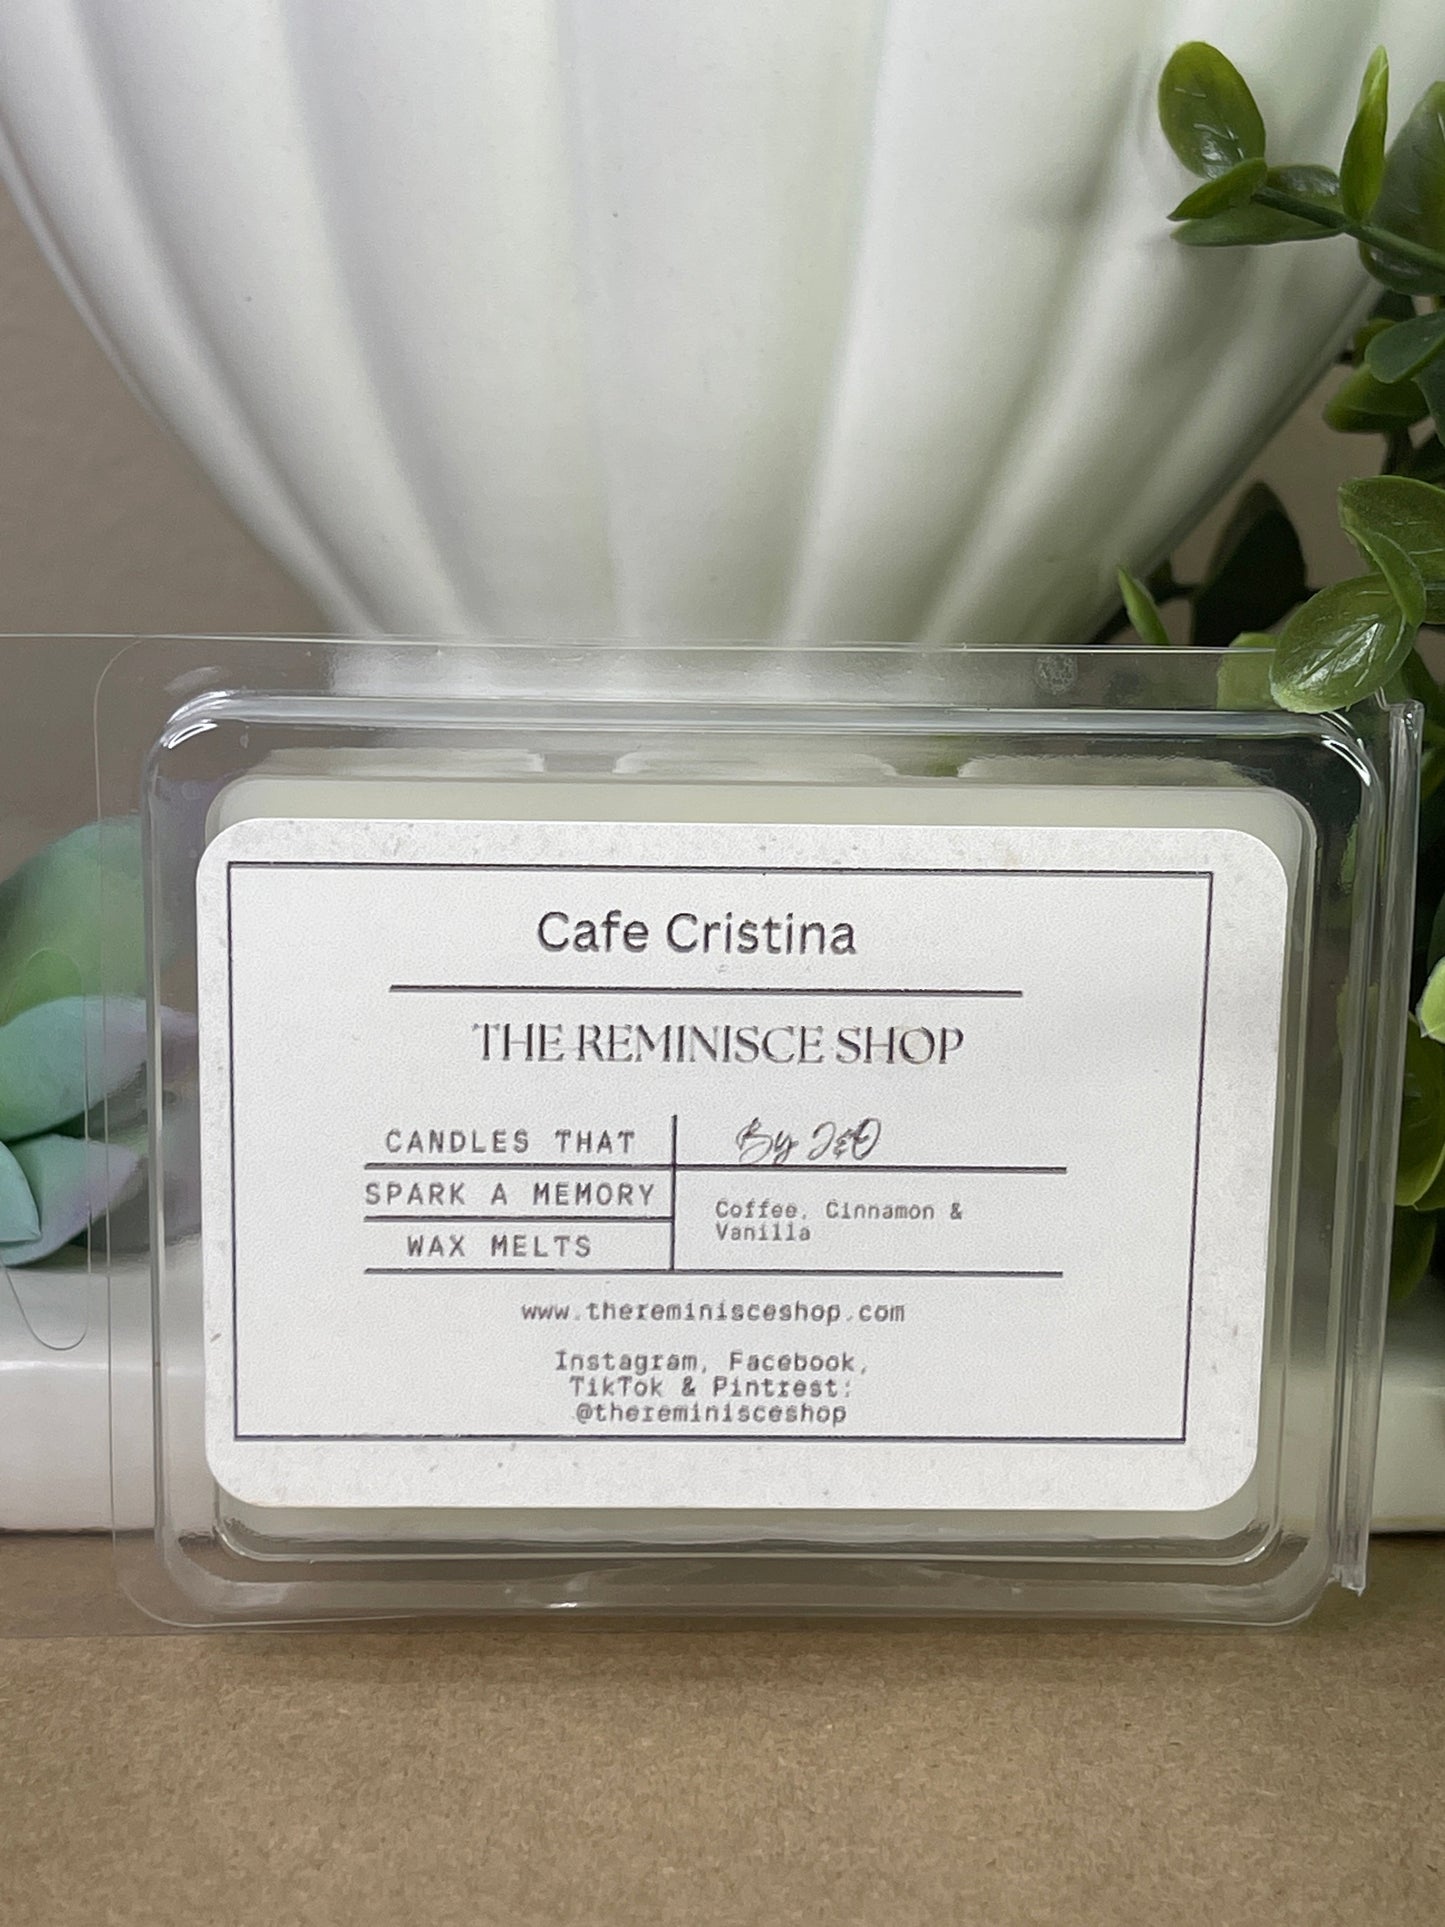 Cafe Cristina
THE REMINISCE SHOP
CANDLES THAT
SPARK A MEMORY
WAX MELTS
By J&O
Coffee, Cinnamon &
Vanilla
www.thereminisceshop.com
Instagram, Facebook,
TikTok & Pintrest:
@thereminisceshop